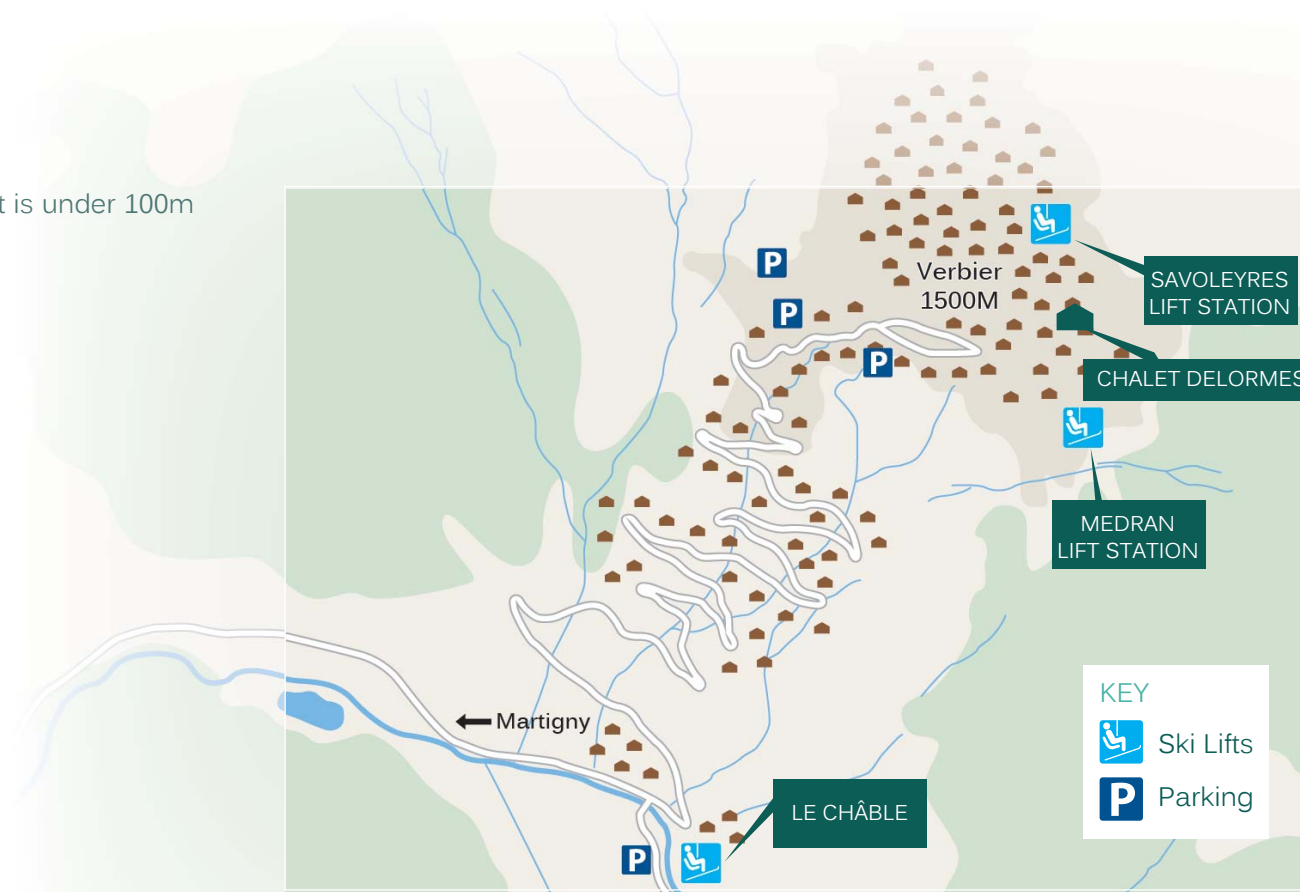 t is under 100m
Verbier
1500M
SAVOLEYRES
LIFT STATION
CHALET DELORMES
MEDRAN
LIFT STATION
Martigny
LE CHÂBLE
KEY
Ski Lifts
Parking
P
P
P
P
P